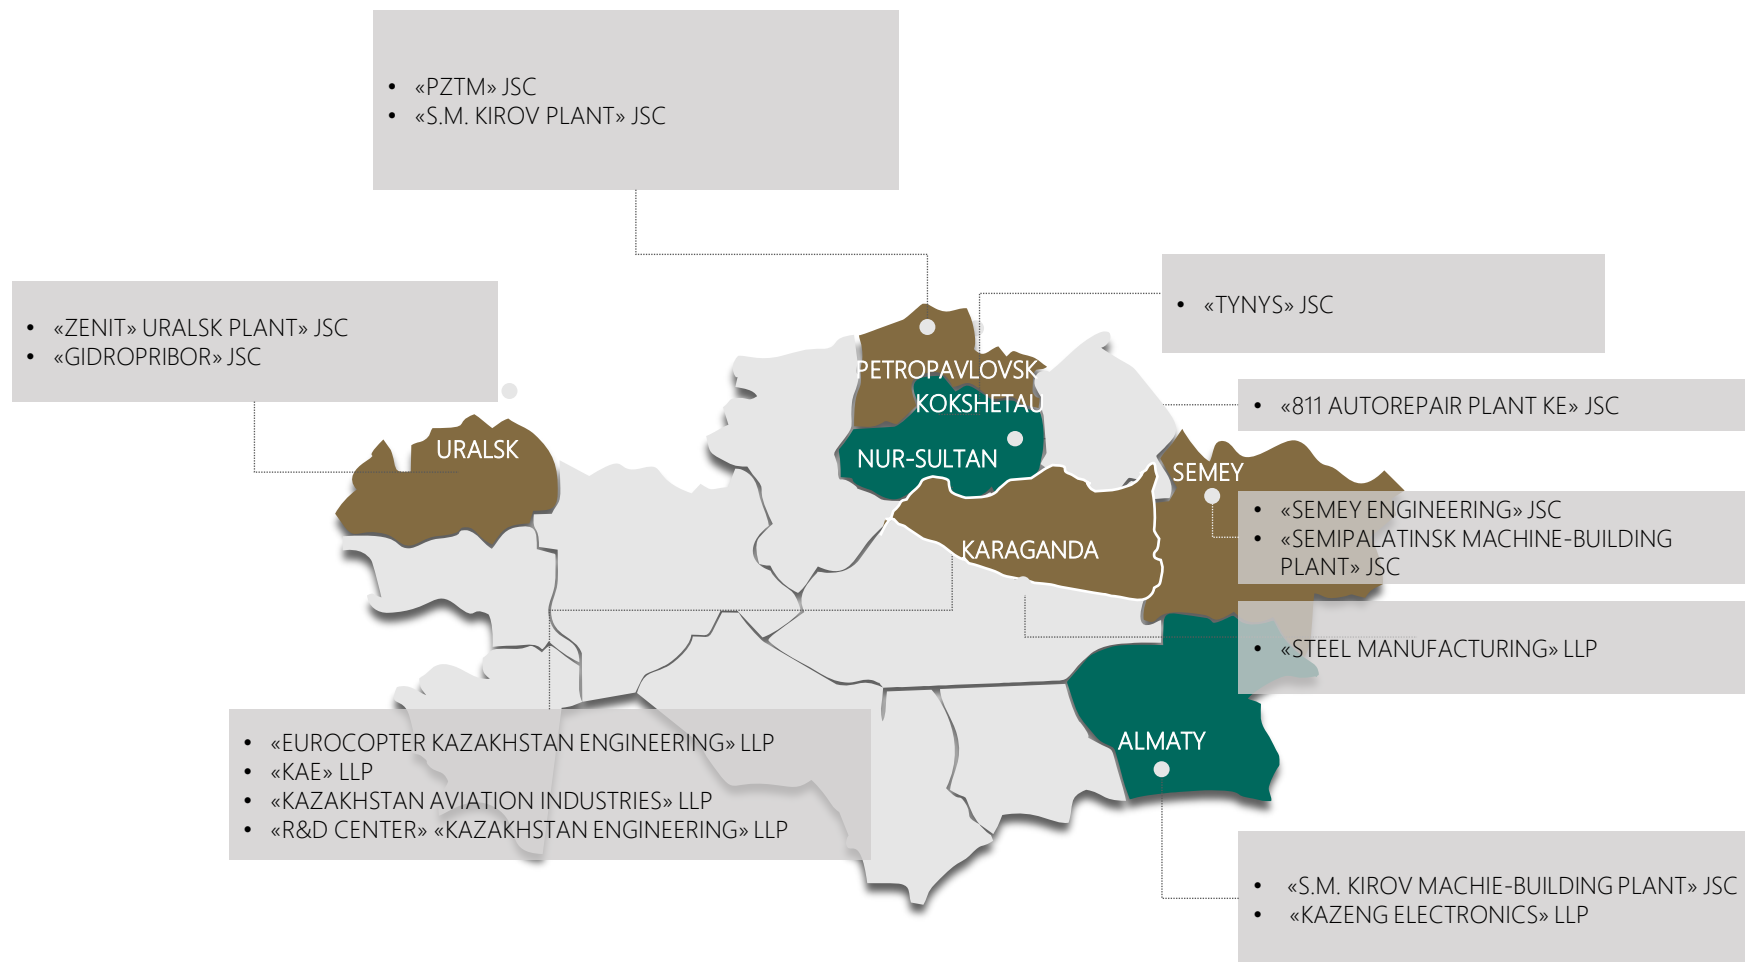 • «PZTM» JSC
• «S.M. KIROV PLANT» JSC
• «TYNYS» JSC
• «ZENIT» URALSK PLANT» JSC
• «GIDROPRIBOR» JSC
PETROPAVLOVSK
KOKSHETAU
• «811 AUTOREPAIR PLANT KE» JSC
URALSK
NUR-SULTAN
SEMEY
• «SEMEY ENGINEERING» JSC
• «SEMIPALATINSK MACHINE-BUILDING
PLANT» JSC
KARAGANDA
• «STEEL MANUFACTURING» LLP
• «EUROCOPTER KAZAKHSTAN ENGINEERING» LLP
• «KAE» LLP
• «KAZAKHSTAN AVIATION INDUSTRIES» LLP
• «R&D CENTER» «KAZAKHSTAN ENGINEERING» LLP
ALMATY
• «S.M. KIROV MACHIE-BUILDING PLANT» JSC
• «KAZENG ELECTRONICS» LLP